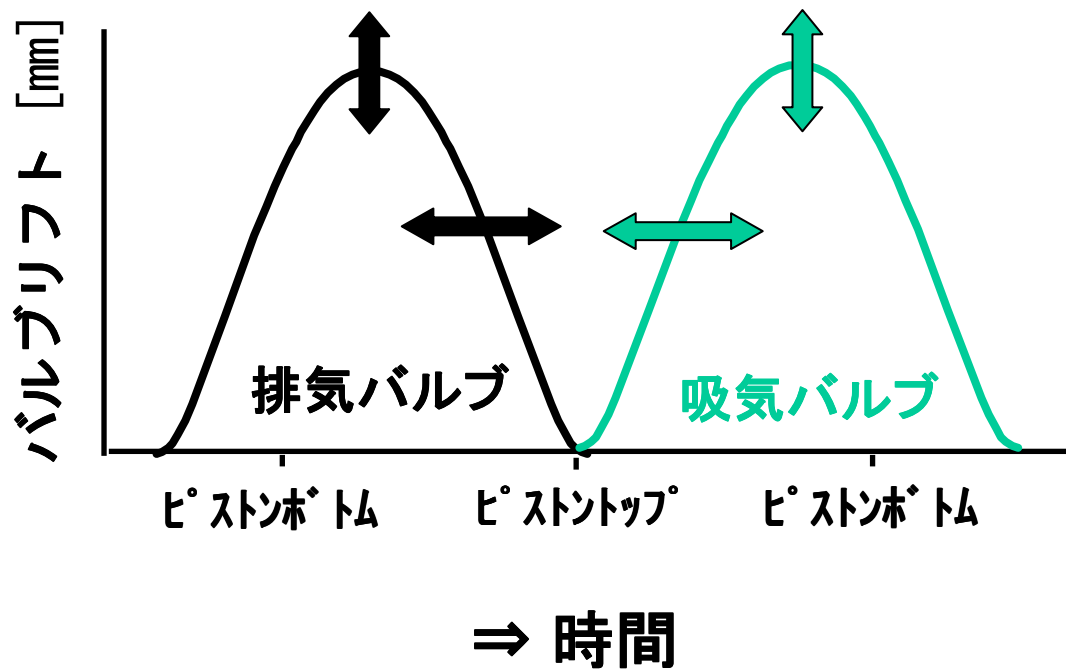 バルブリフト [mm]
排気バルブ
吸気バルブ
ﾋﾟｽﾄﾝﾎﾞﾄﾑ
ﾋﾟｽﾄﾝﾄｯﾌﾟ
ﾋﾟｽﾄﾝﾎﾞﾄﾑ
⇒ 時間